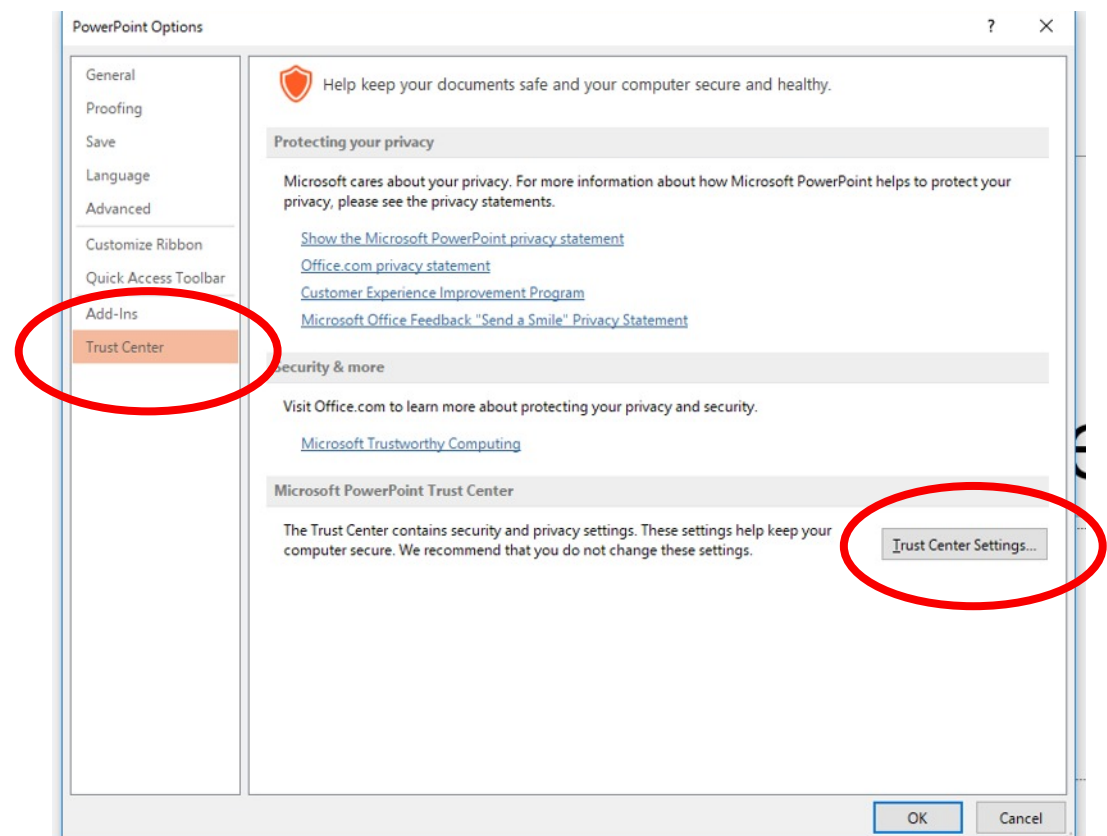 PowerPoint Options
?
General
Proofing
Save
Language
Advanced
Customize Ribbon
Quick Access Toolbar
Add-Ins
Trust Center
Help keep your documents safe and your computer secure and healthy.
Protecting your privacy
Microsoft cares about your privacy. For more information about how Microsoft PowerPoint helps to protect your
privacy, please see the privacy statements.
Show the Microsoft PowerPoint privacy statement
Office.com privacy statement
Customer Experience Improvement Program
Microsoft Office Feedback "Send a Smile" Privacy Statement
Security & more
Visit Office.com to learn more about protecting your privacy and security.
Microsoft Trustworthy Computing
Microsoft PowerPoint Trust Center
The Trust Center contains security and privacy settings. These settings help keep your
computer secure. We recommend that you do not change these settings.
Trust Center Settings...
OK
Cancel